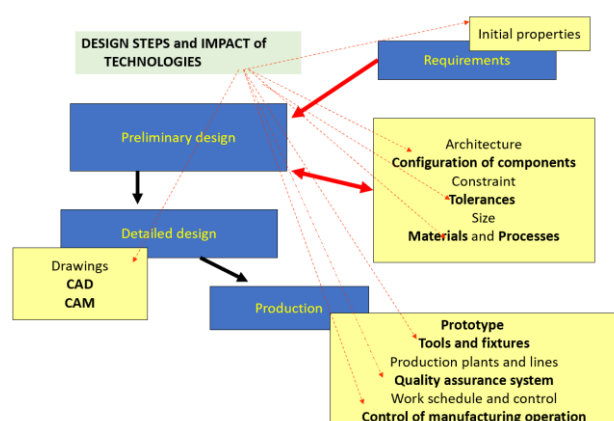 DESIGN STEPS and IMPACT of
TECHNOLOGIES
Initial properties
Requirements
Preliminary design
Architecture
Configuration of components
Constraint
Tolerances
Size
Materials and Processes
Detailed design
Drawings
CAD
CAM
Production
Prototype
Tools and fixtures
Production plants and lines
Quality assurance system
Work schedule and control
Control of manufacturing operation